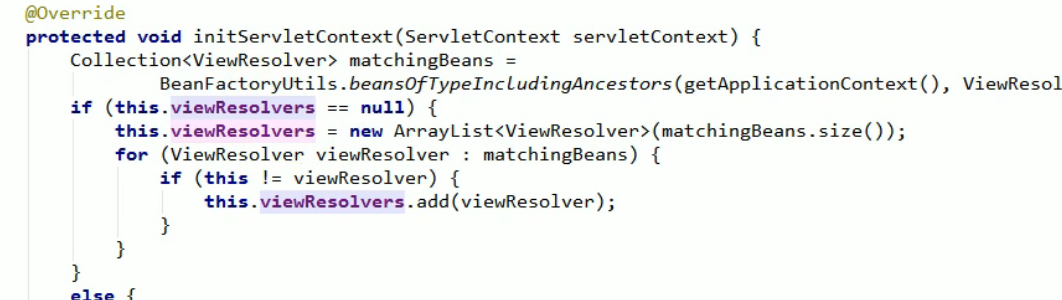 @Override
protected void initServletContext(ServletContext servletContext) {
Collection<ViewResolver> matchingBeans =
BeanFactoryUtils.beansOfTypeIncludingAncestors(getApplicationContext(), ViewResol
if (this.viewResolvers == null) {
this.viewResolvers = new ArrayList<ViewResolver>(matchingBeans.size());
for (ViewResolver viewResolver : matchingBeans) {
if (this != viewResolver) {
this.viewResolvers.add(viewResolver);
}
}
}
else {